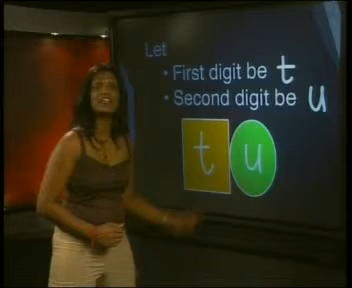 Let
• First digit be t
• Second digit be u
t u